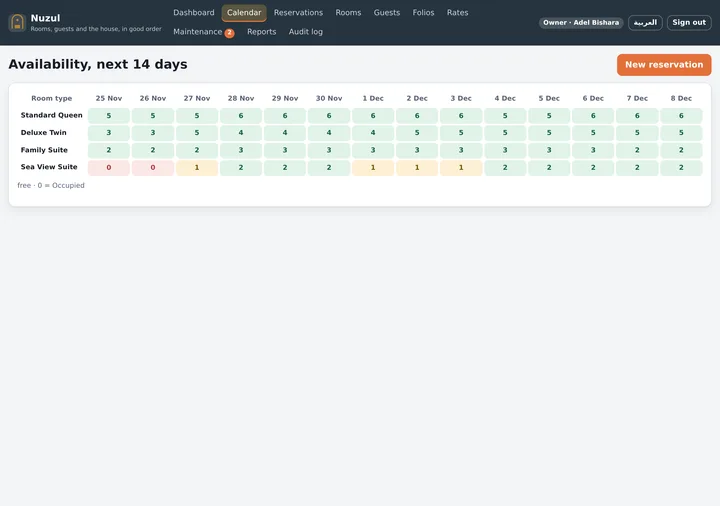 Nuzul
Rooms, guests and the house, in good order
Dashboard Calendar Reservations Rooms Guests Folios Rates
Maintenance 2 Reports Audit log
Owner · Adel Bishara العربية Sign out
Availability, next 14 days
New reservation
Room type 25 Nov 26 Nov 27 Nov 28 Nov 29 Nov 30 Nov 1 Dec 2 Dec 3 Dec 4 Dec 5 Dec 6 Dec 7 Dec 8 Dec
Standard Queen 5 5 5 6 6 6 6 6 6 5 5 6 6 6
Deluxe Twin 3 3 5 4 4 4 4 5 5 5 5 5 5 5
Family Suite 2 2 2 3 3 3 3 3 3 3 3 3 2 2
Sea View Suite 0 0 1 2 2 2 1 1 1 2 2 2 2 2
free · 0 = Occupied